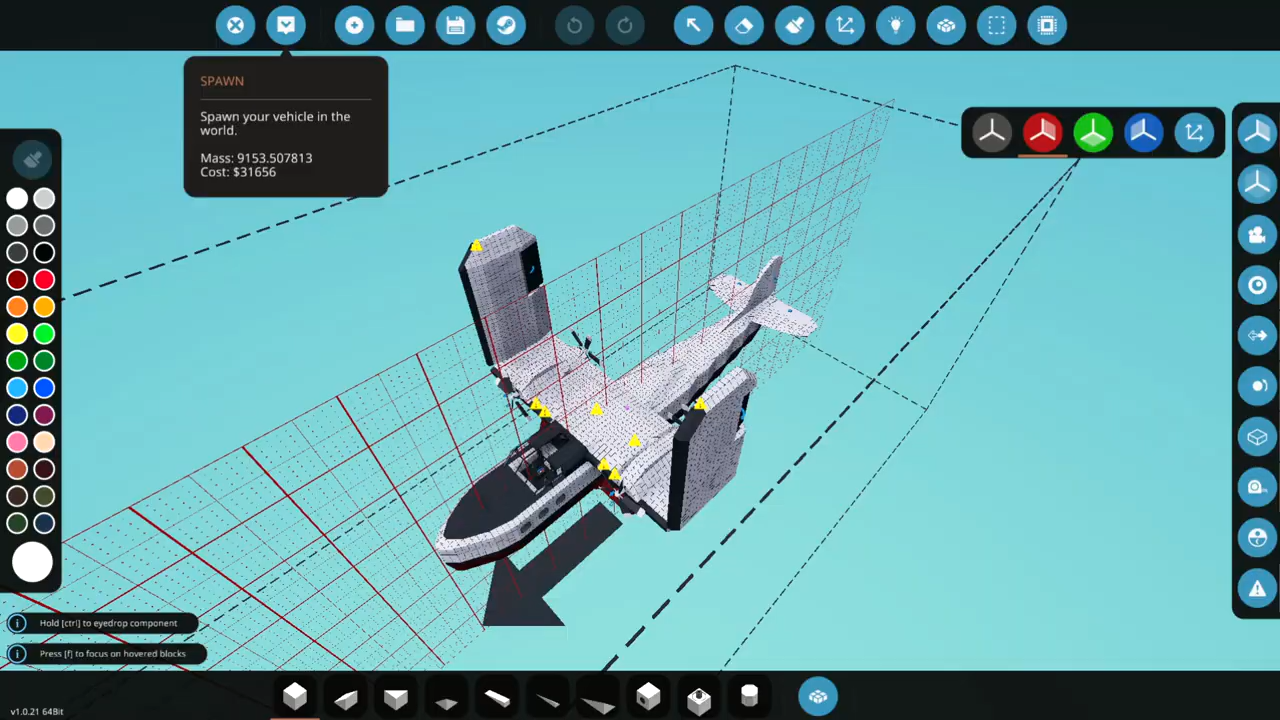 SPAWN
Spawn your vehicle in the
world.
Mass: 9153.507813
Cost: $31656
Hold [ctrl] to eyedrop component
Press [f] to focus on hovered blocks
v1.0.21 64Bit